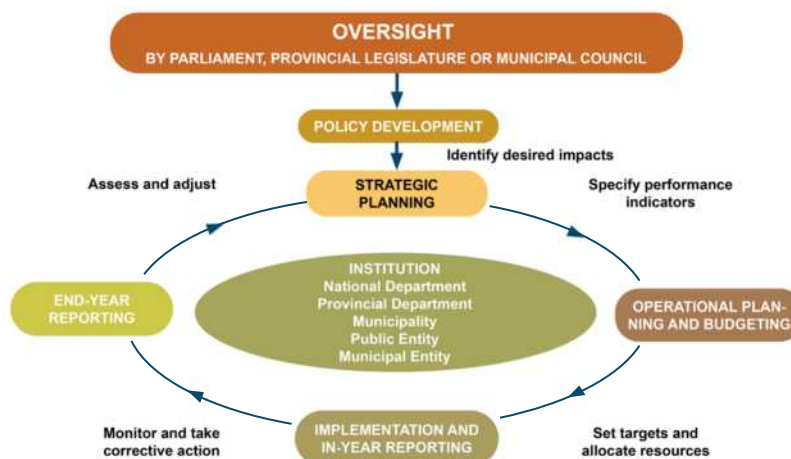 OVERSIGHT
BY PARLIAMENT, PROVINCIAL LEGISLATURE OR MUNICIPAL COUNCIL
POLICY DEVELOPMENT
Identify desired impacts
Assess and adjust
STRATEGIC
PLANNING
Specify performance
indicators
INSTITUTION
National Department
Provincial Department
Municipality
Public Entity
Municipal Entity
END-YEAR
REPORTING
OPERATIONAL PLAN-
NING AND BUDGETING
Monitor and take
corrective action
IMPLEMENTATION AND
IN-YEAR REPORTING
Set targets and
allocate resources